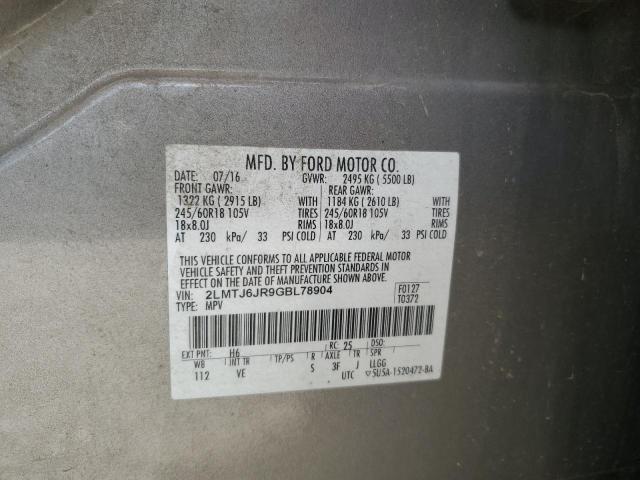 MFD. BY FORD MOTOR CO.
DATE: 07/16 GVWR: 2495 KG ( 5500 LB)
FRONT GAWR: REAR GAWR:
1322 KG ( 2915 LB) WITH 1184 KG ( 2610 LB) WITH
245/60R18 105V TIRES 245/60R18 105V TIRES
18x8.0J RIMS 18x8.0J RIMS
AT 230 kPa/ 33 PSI COLD AT 230 kPa/ 33 PSI COLD
THIS VEHICLE CONFORMS TO ALL APPLICABLE FEDERAL MOTOR
VEHICLE SAFETY AND THEFT PREVENTION STANDARDS IN
EFFECT ON THE DATE OF MANUFACTURE SHOWN ABOVE.
VIN: 2LMTJ6JR9GBL78904 F0127
TYPE: MPV T0372
EXT PNT: H6 RC: 25 DSO:
WB INT TR TP/PS R AXLE TR SPR
112 VE S 3F J LLGG
UTC 5U5A-1520472-BA